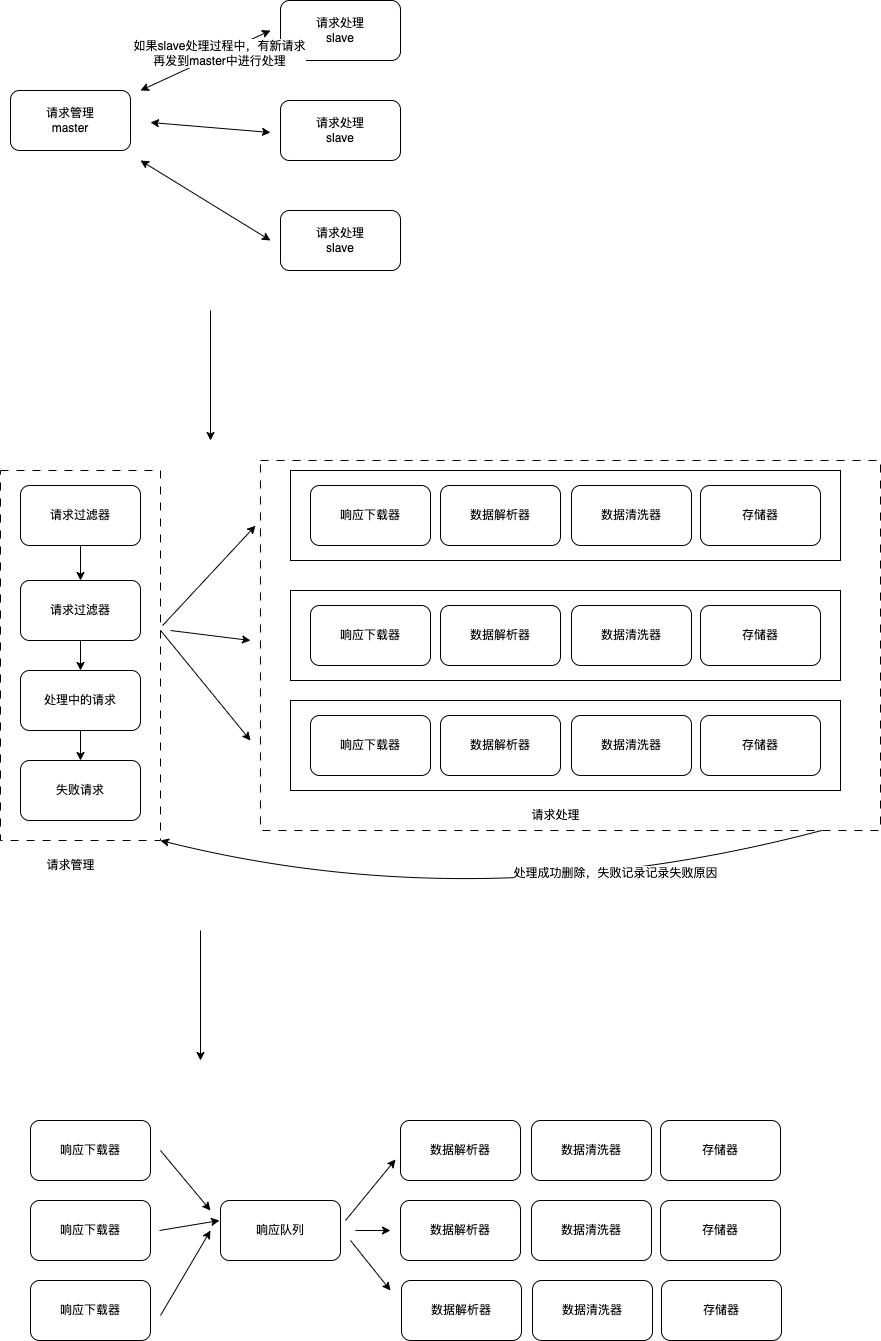 请求处理
slave
如果slave处理过程中，有新请求
再发到master中进行处理
请求管理
master
请求处理
slave
请求处理
slave
请求过滤器
响应下载器
数据解析器
数据清洗器
存储器
请求过滤器
响应下载器
数据解析器
数据清洗器
存储器
处理中的请求
响应下载器
数据解析器
数据清洗器
存储器
失败请求
请求处理
请求管理
处理成功删除，失败记录记录失败原因
响应下载器
数据解析器
数据清洗器
存储器
响应下载器
响应队列
数据解析器
数据清洗器
存储器
响应下载器
数据解析器
数据清洗器
存储器